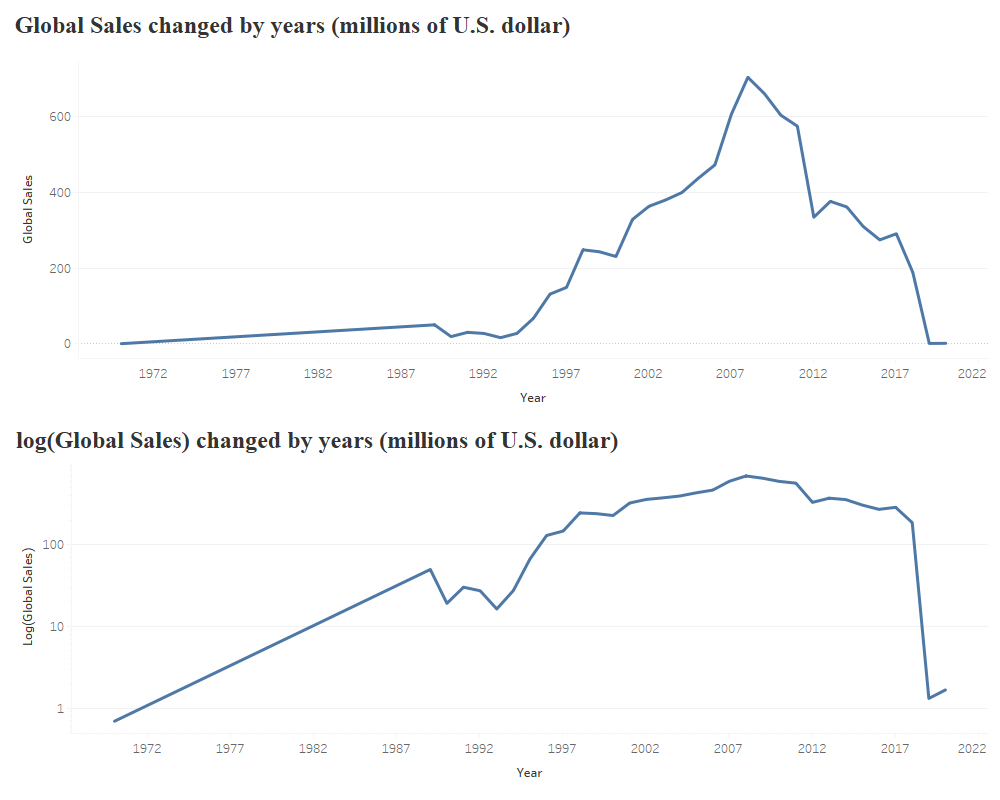 Global Sales changed by years (millions of U.S. dollar)
600
400
200
0
Global Sales
1972 1977 1982 1987 1992 1997 2002 2007 2012 2017 2022
Year
log(Global Sales) changed by years (millions of U.S. dollar)
100
10
1
Log(Global Sales)
1972 1977 1982 1987 1992 1997 2002 2007 2012 2017 2022
Year